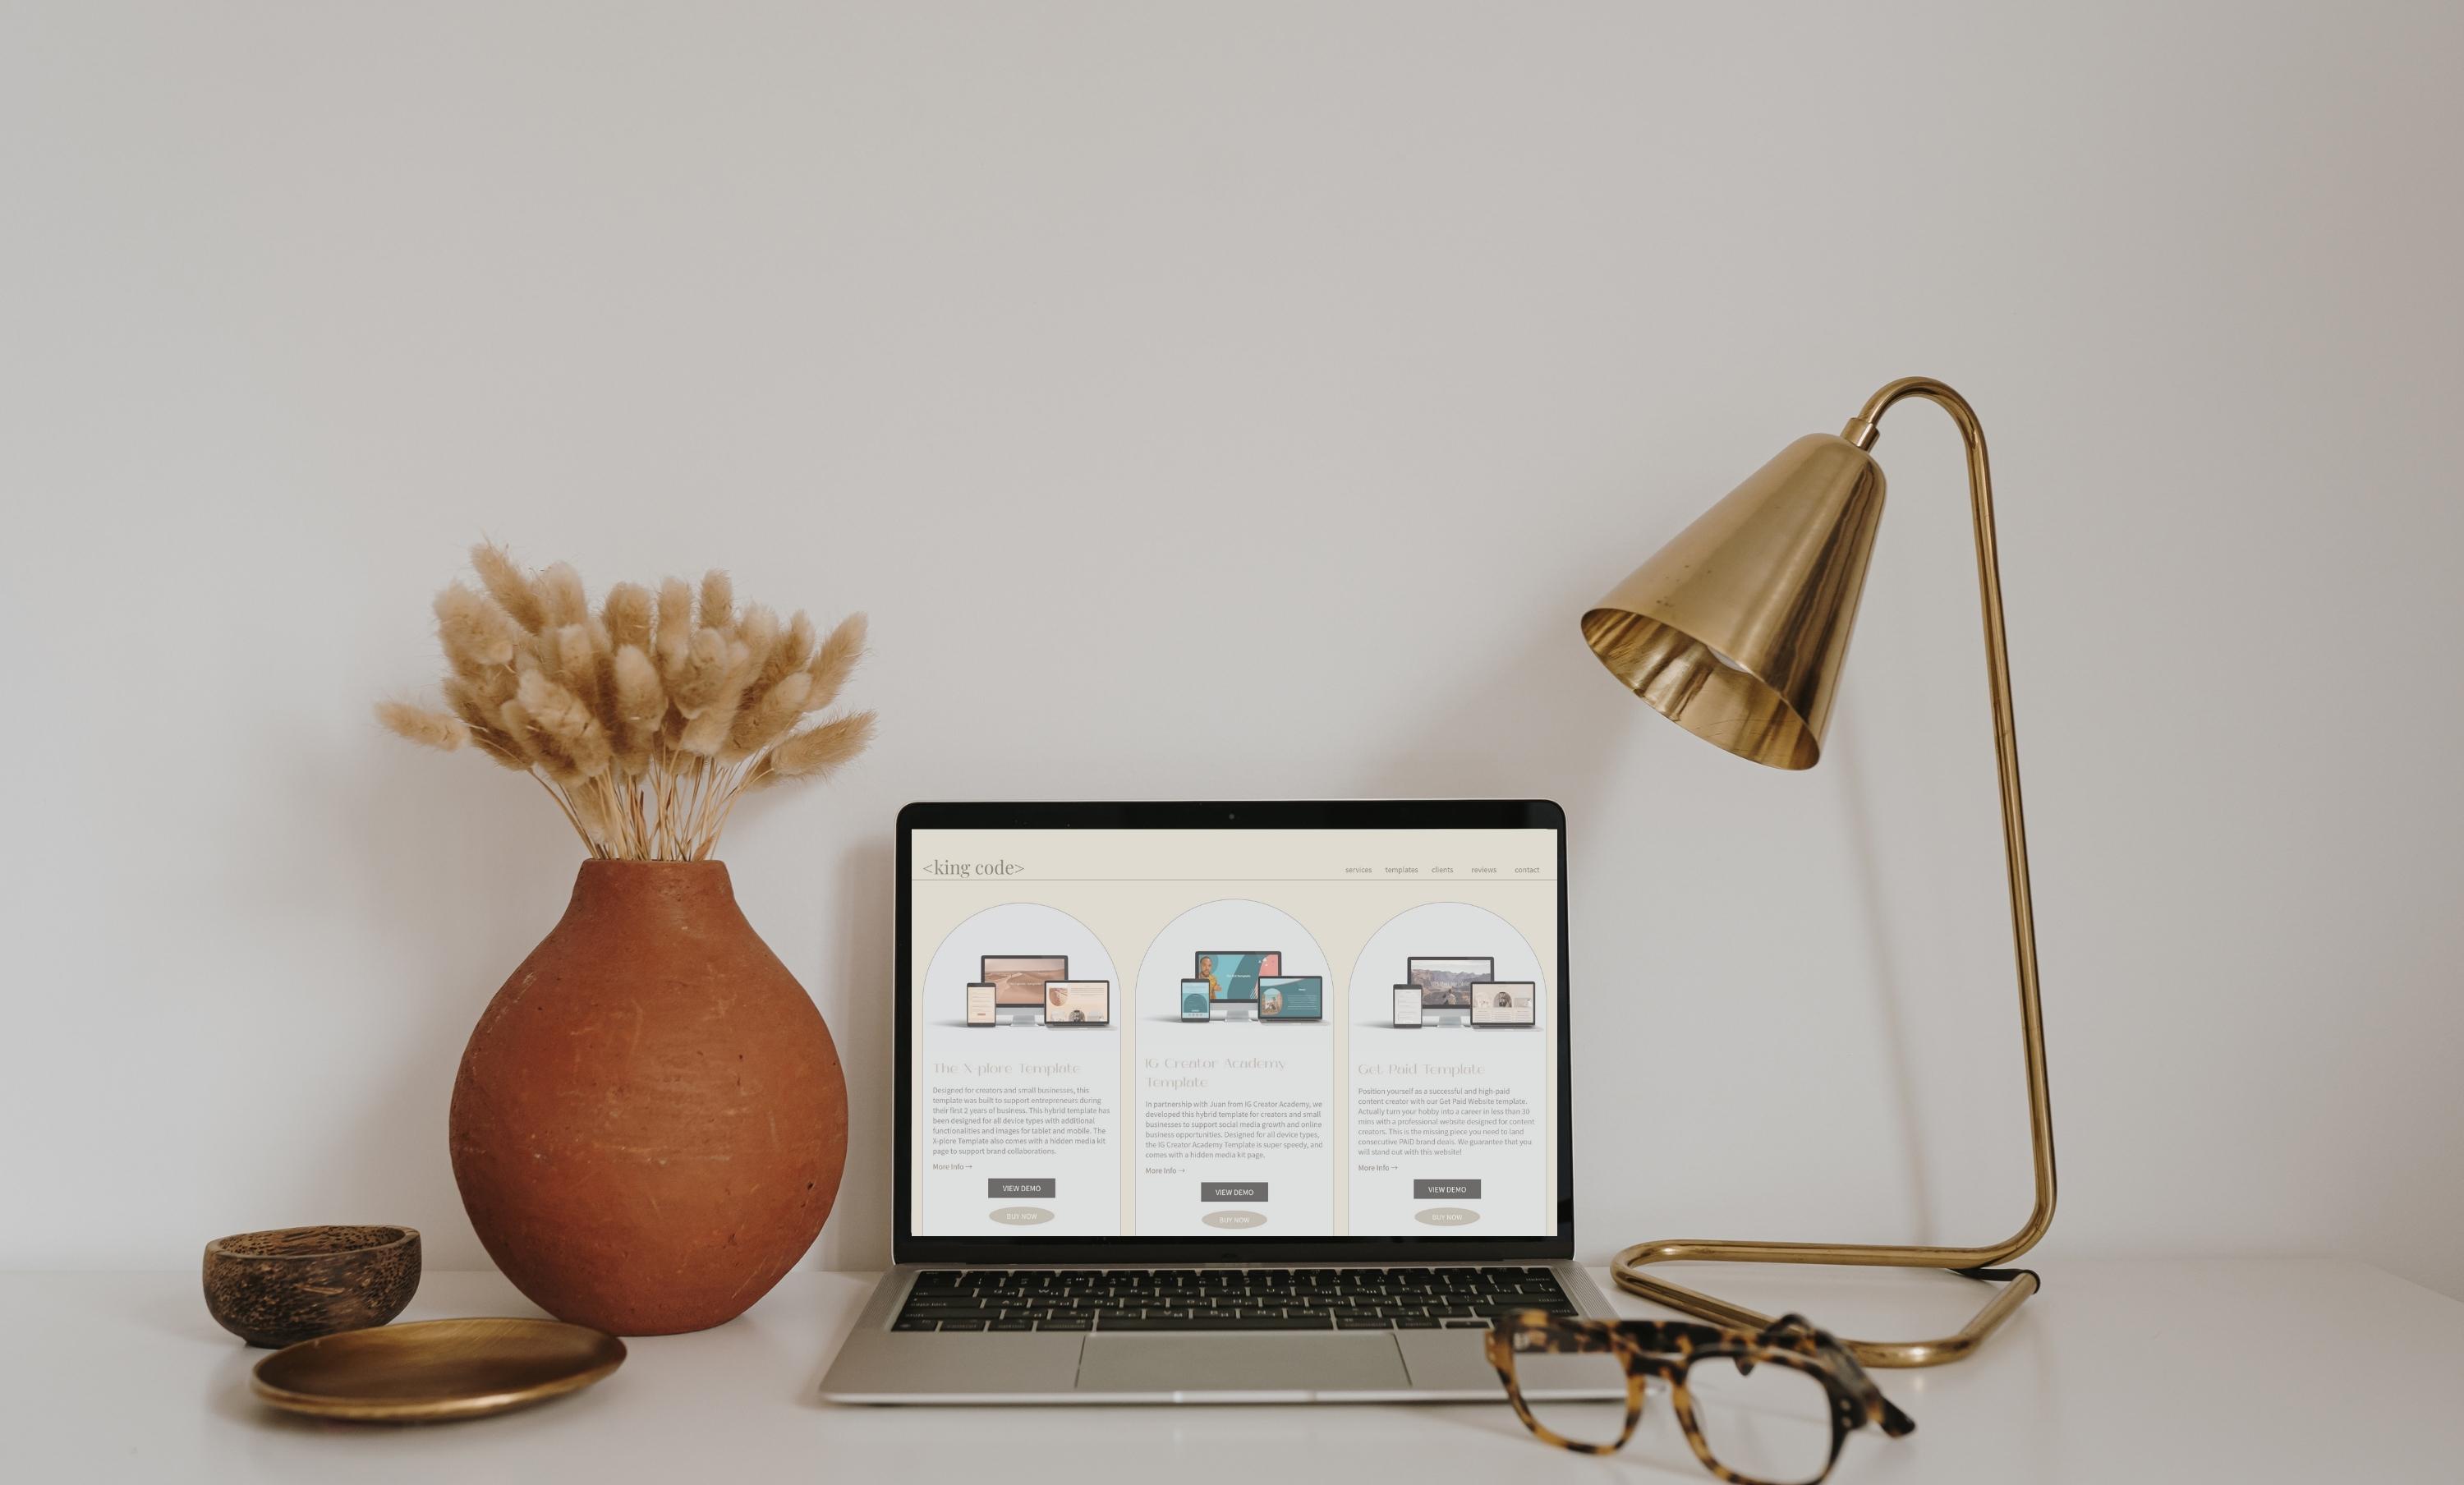 <king code>
services templates clients reviews contact
The X-plore Template
Designed for creators and small businesses, this
template was built to support entrepreneurs during
their first 2 years of business. This hybrid template has
been designed for all device types with additional
functionalities and images for tablet and mobile. The
X-plore Template also comes with a hidden media kit
page to support brand collaborations.
More Info →
VIEW DEMO
BUY NOW
IG Creator Academy
Template
In partnership with Juan from IG Creator Academy, we
developed this hybrid template for creators and small
businesses to support social media growth and online
business opportunities. Designed for all device types,
the IG Creator Academy Template is super speedy, and
comes with a hidden media kit page.
More Info →
VIEW DEMO
BUY NOW
Get Paid Template
Position yourself as a successful and high-paid
content creator with our Get Paid Website template.
Actually turn your hobby into a career in less than 30
mins with a professional website designed for content
creators. This is the missing piece you need to land
consecutive PAID brand deals. We guarantee that you
will stand out with this website!
More Info →
VIEW DEMO
BUY NOW